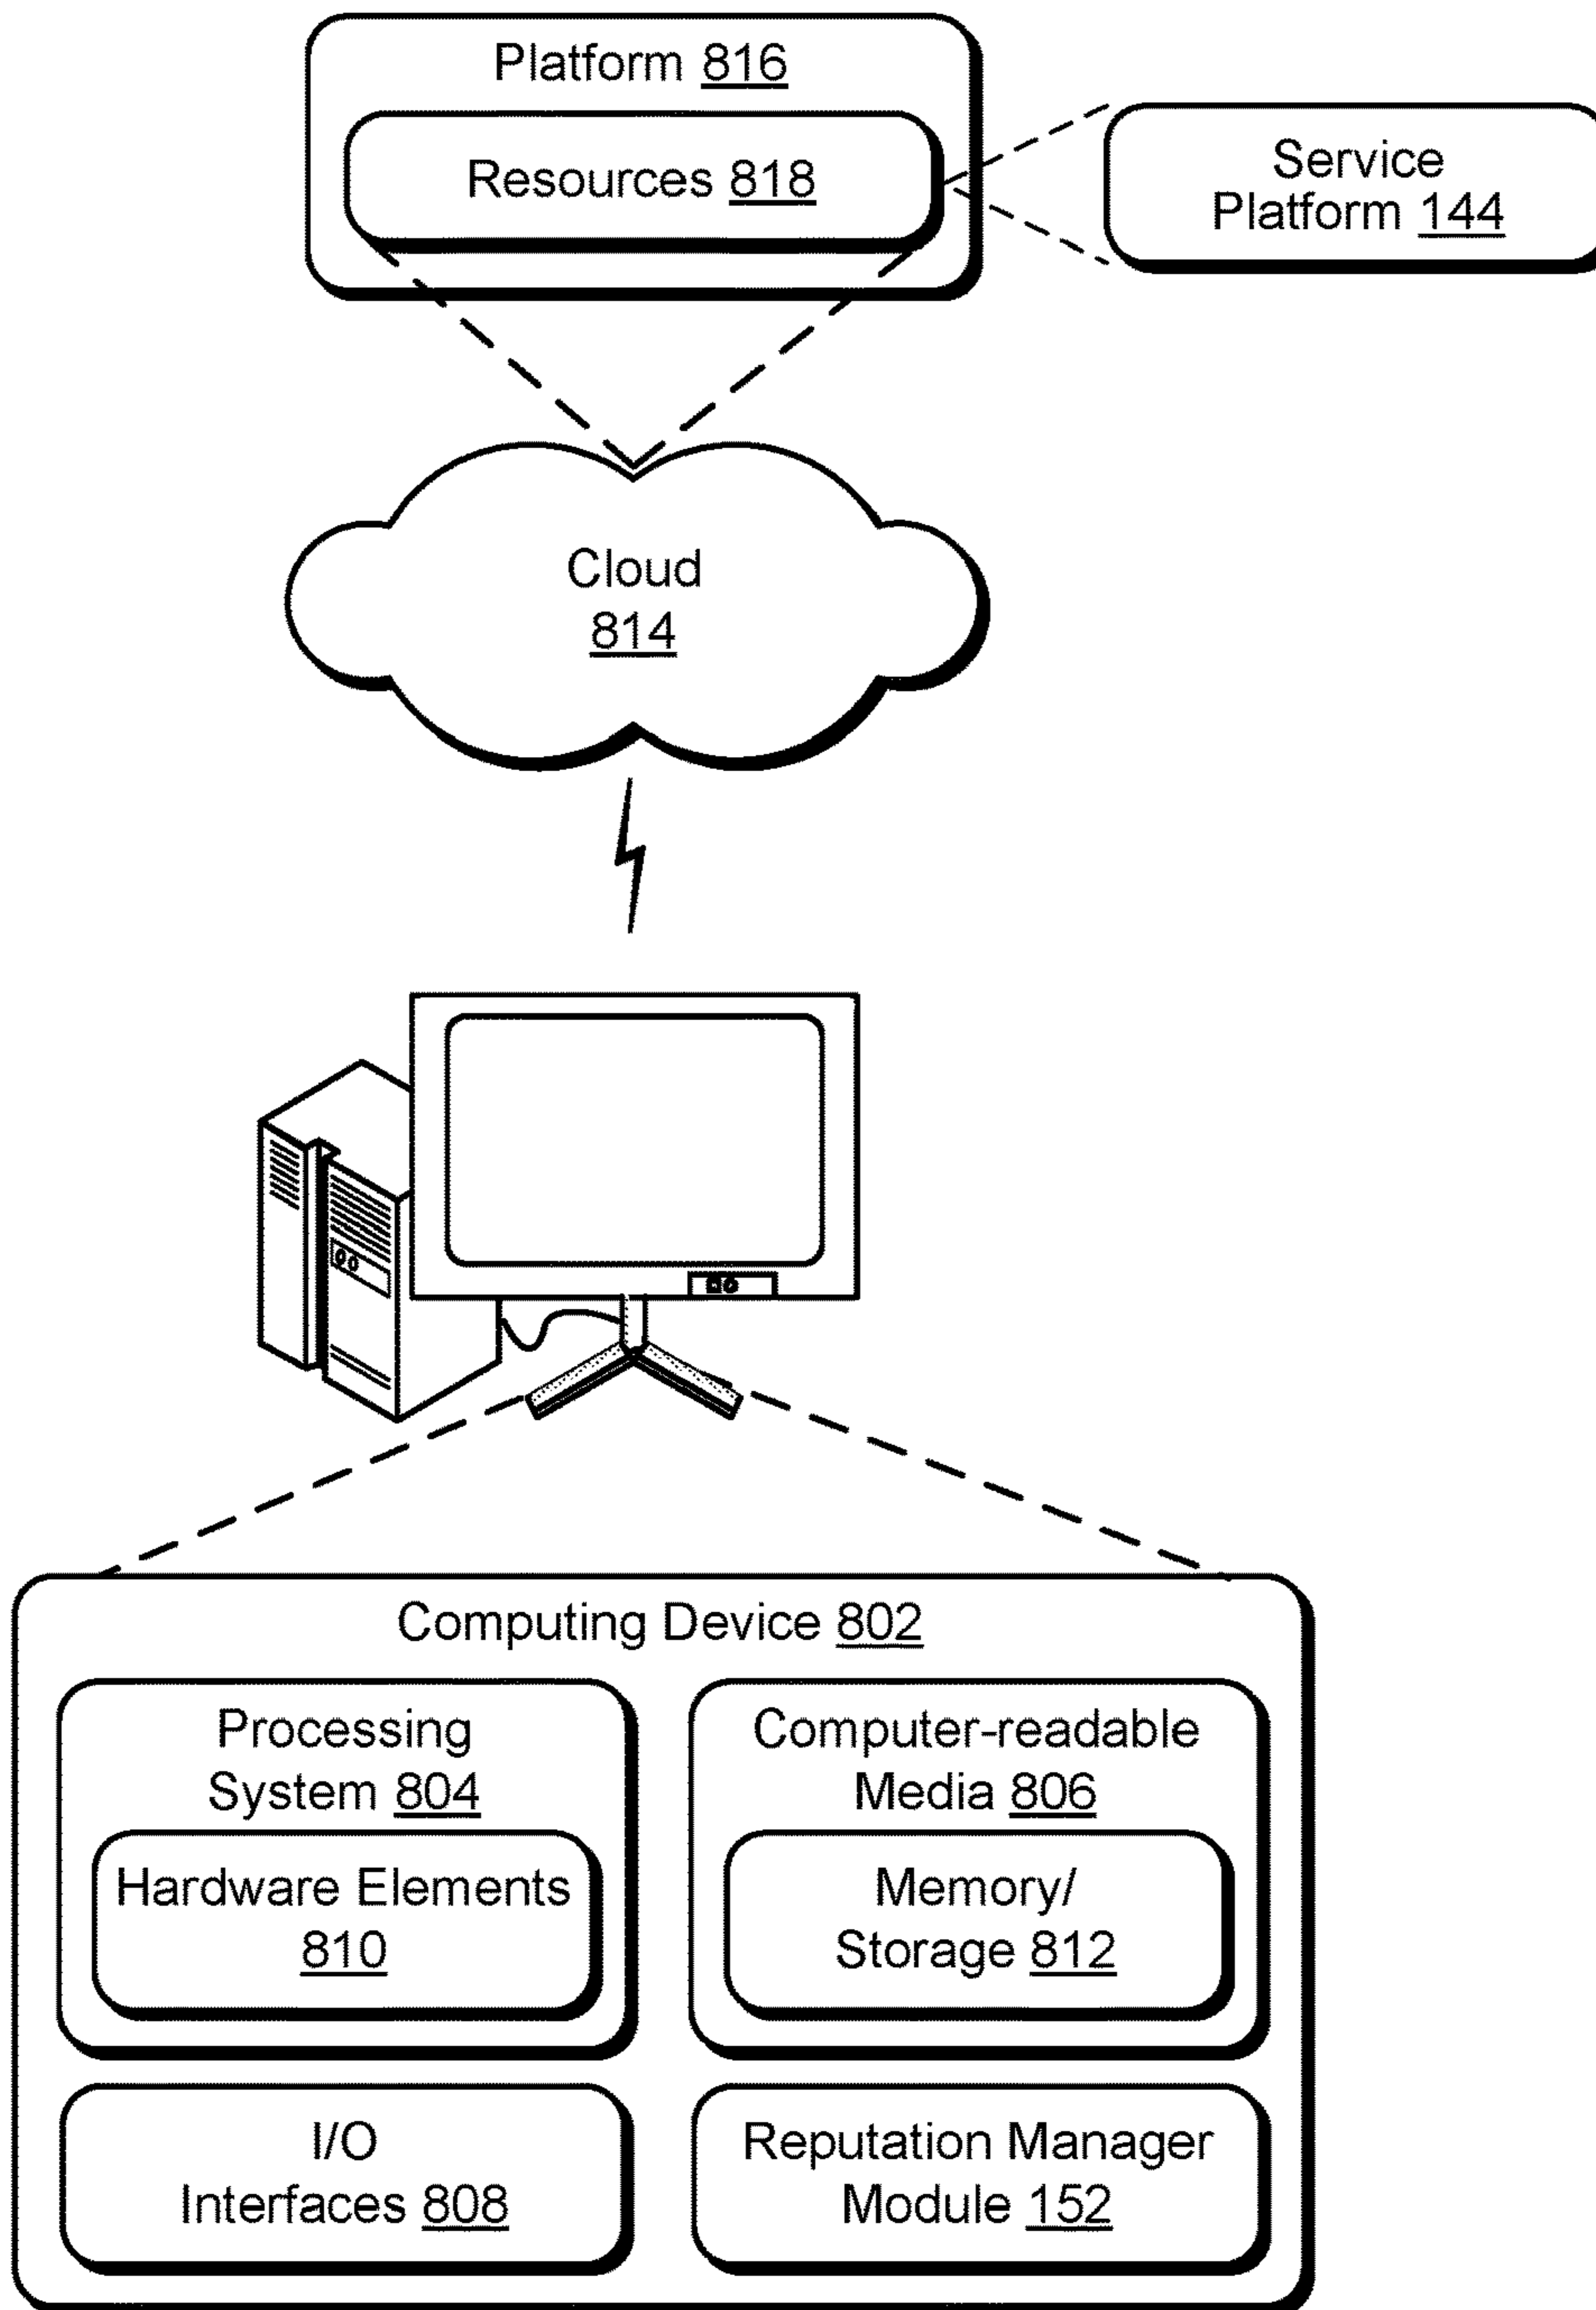 Platform 816
Resources 818
Service
Platform 144
Cloud
814
Computing Device 802
Processing
System 804
Hardware Elements
810
Computer-readable
Media 806
Memory/
Storage 812
I/O
Interfaces 808
Reputation Manager
Module 152